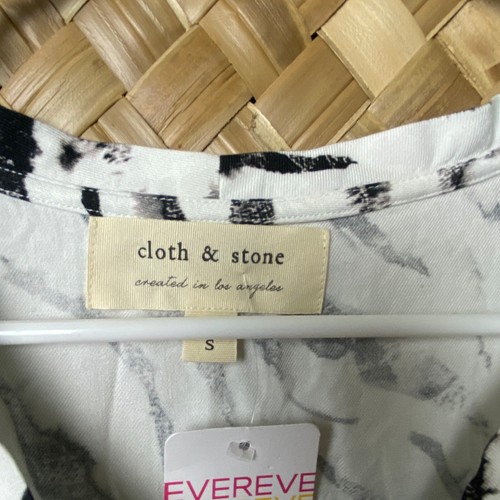 cloth & stone
created in los angeles
S
EVEREVE